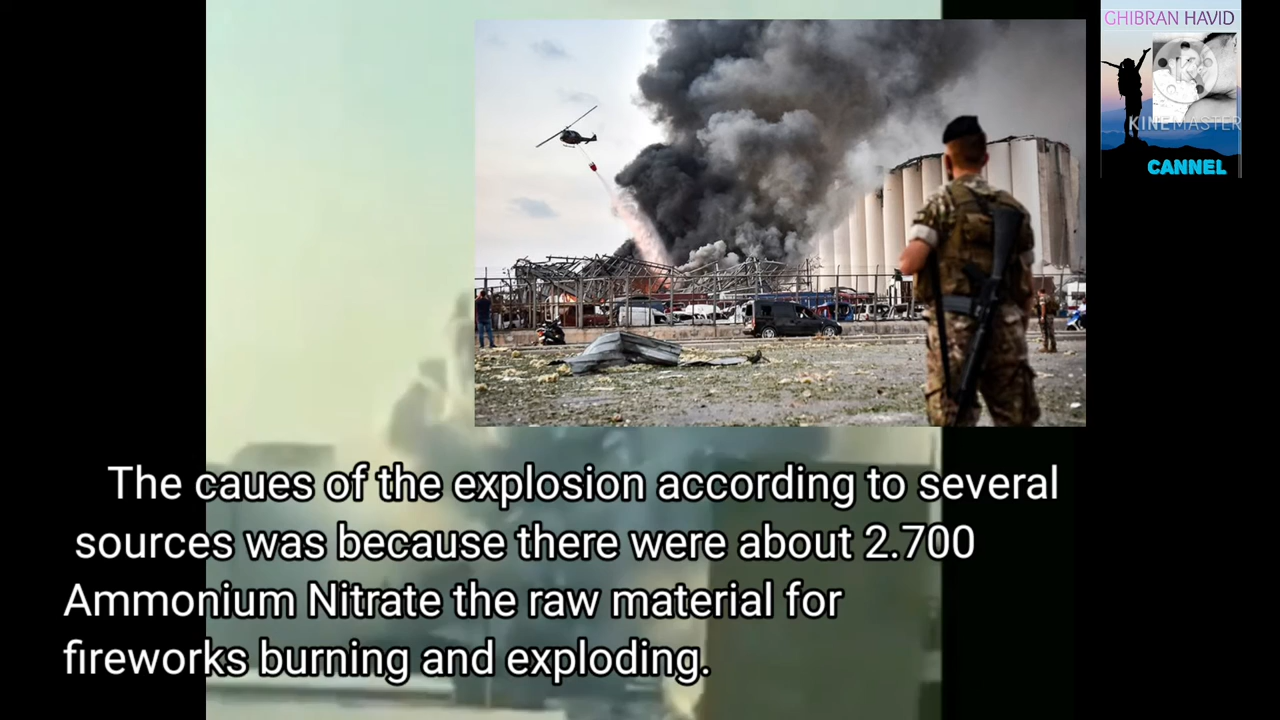 GHIBRAN HAVID
KINEMASTER
CANNEL
The caues of the explosion according to several
sources was because there were about 2.700
Ammonium Nitrate the raw material for
fireworks burning and exploding.